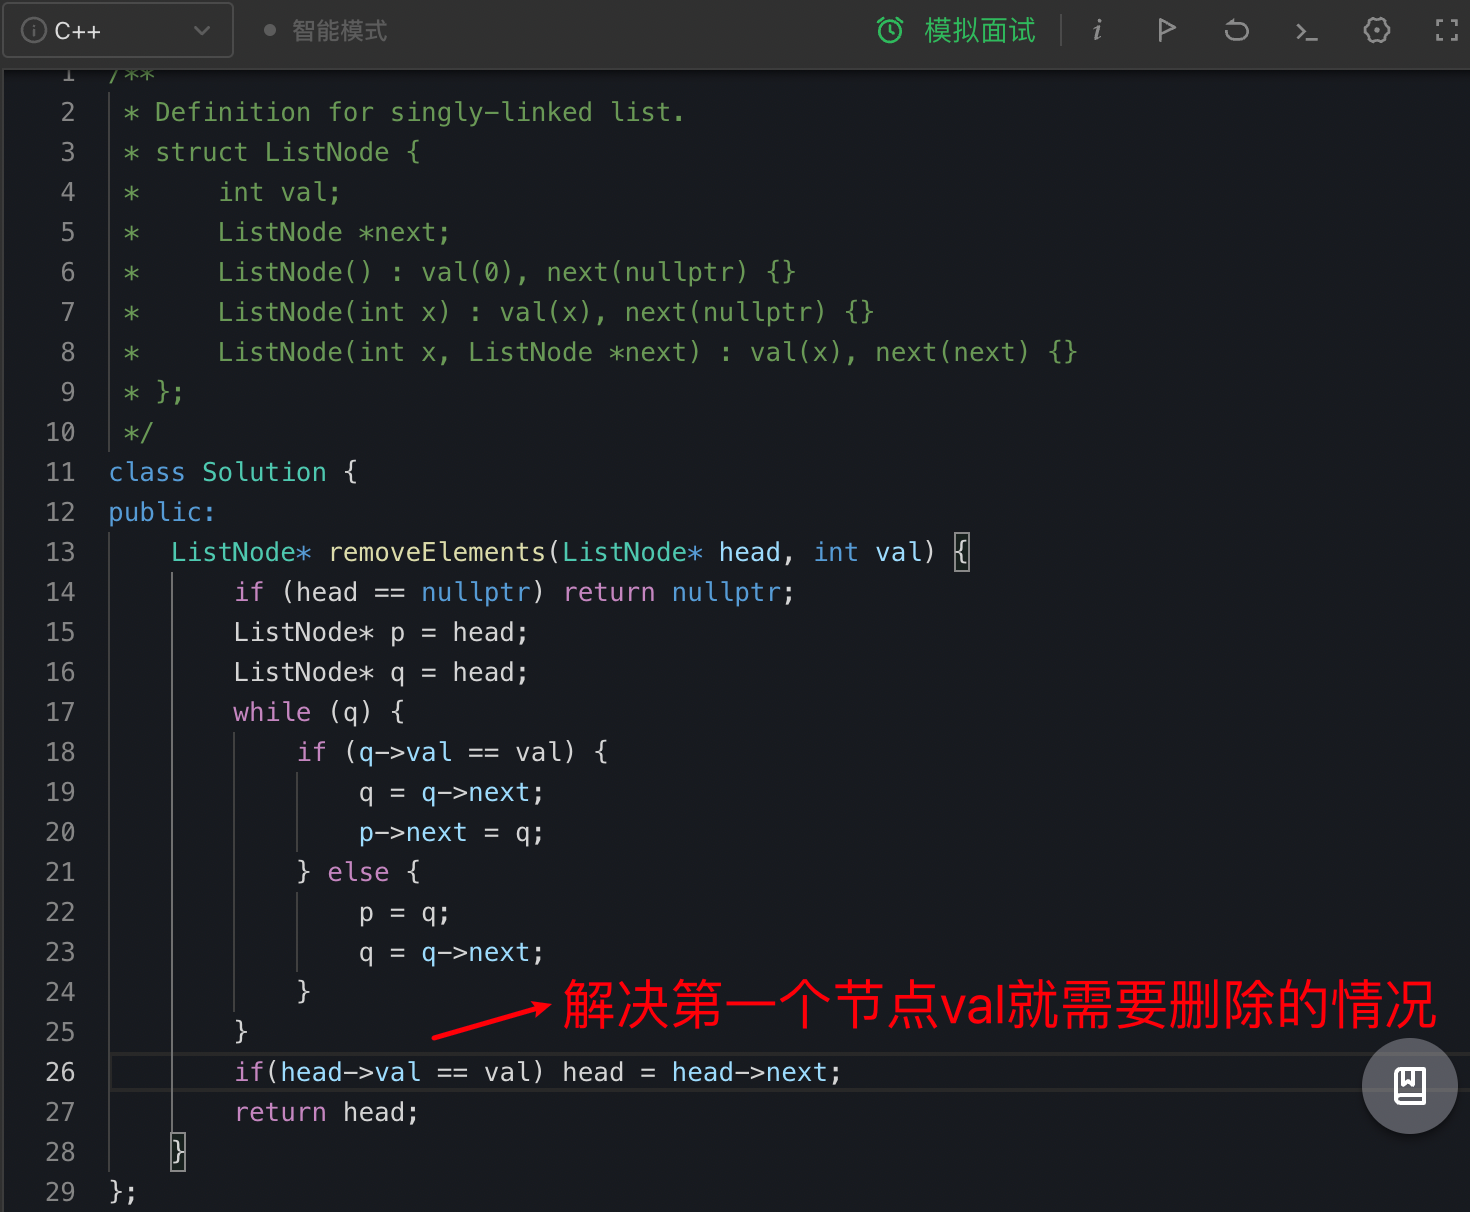 C++ 智能模式 模拟面试
1 /**
2 * Definition for singly-linked list.
3 * struct ListNode {
4 *     int val;
5 *     ListNode *next;
6 *     ListNode() : val(0), next(nullptr) {}
7 *     ListNode(int x) : val(x), next(nullptr) {}
8 *     ListNode(int x, ListNode *next) : val(x), next(next) {}
9 * };
10 */
11 class Solution {
12 public:
13     ListNode* removeElements(ListNode* head, int val) {
14         if (head == nullptr) return nullptr;
15         ListNode* p = head;
16         ListNode* q = head;
17         while (q) {
18             if (q->val == val) {
19                 q = q->next;
20                 p->next = q;
21             } else {
22                 p = q;
23                 q = q->next;
24             }
解决第一个节点val就需要删除的情况
25         }
26         if(head->val == val) head = head->next;
27         return head;
28     }
29 };